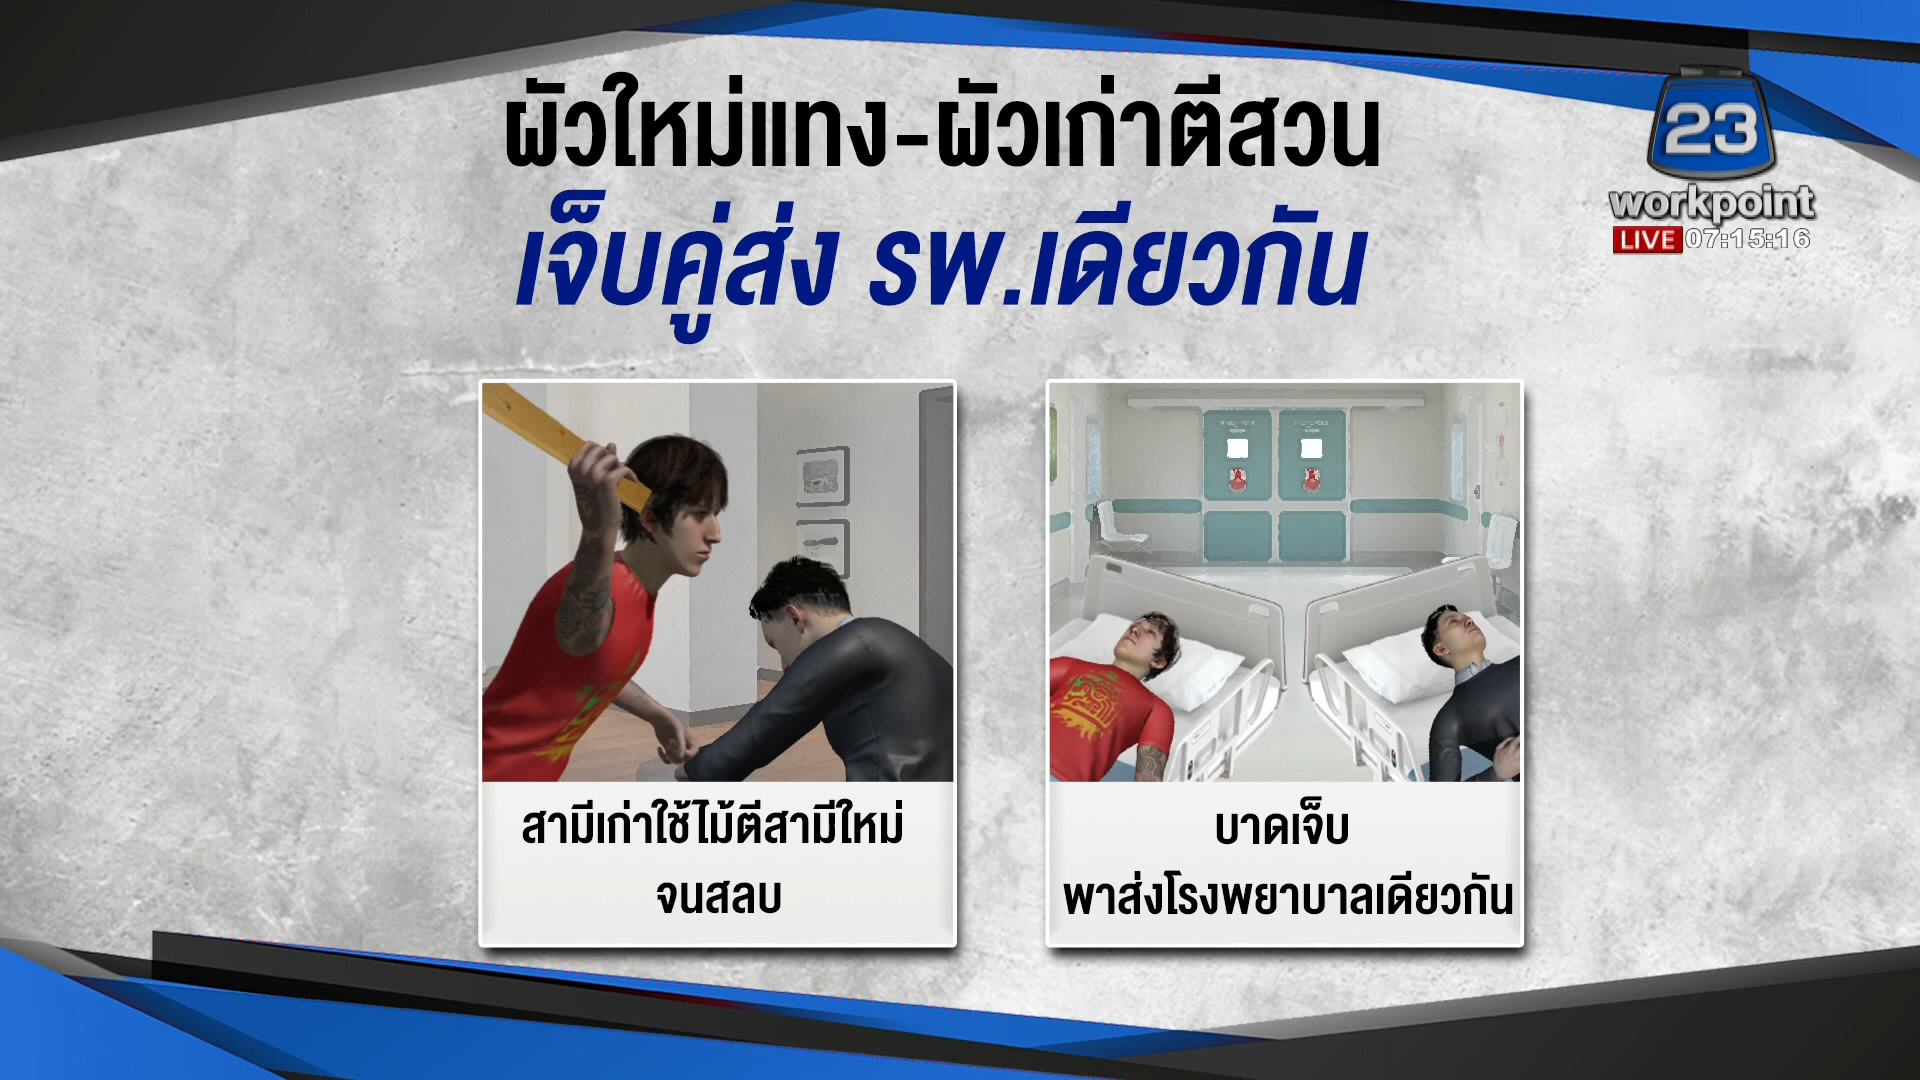 ผัวใหม่แทง-ผัวเก่าตีสวน
เจ็บคู่ส่ง รพ.เดียวกัน
23
workpoint
LIVE 07:15:16
สามีเก่าใช้ไม้ตีสามีใหม่
จนสลบ
บาดเจ็บ
พาส่งโรงพยาบาลเดียวกัน